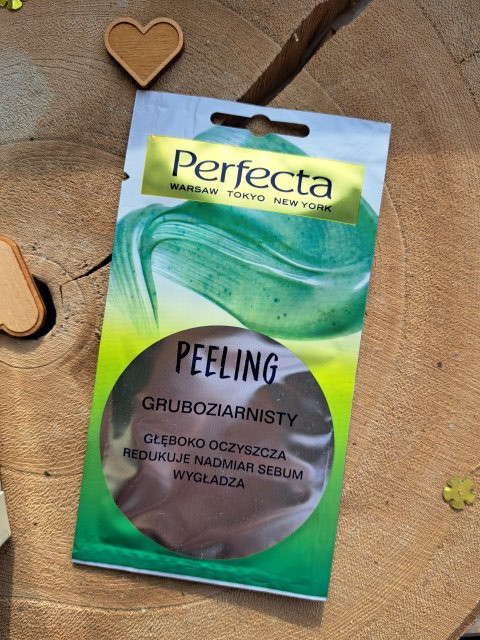 Perfecta
WARSAW TOKYO NEW YORK
PEELING
GRUBOZIARNISTY
GŁĘBOKO OCZYSZCZA
REDUKUJE NADMIAR SEBUM
WYGŁADZA